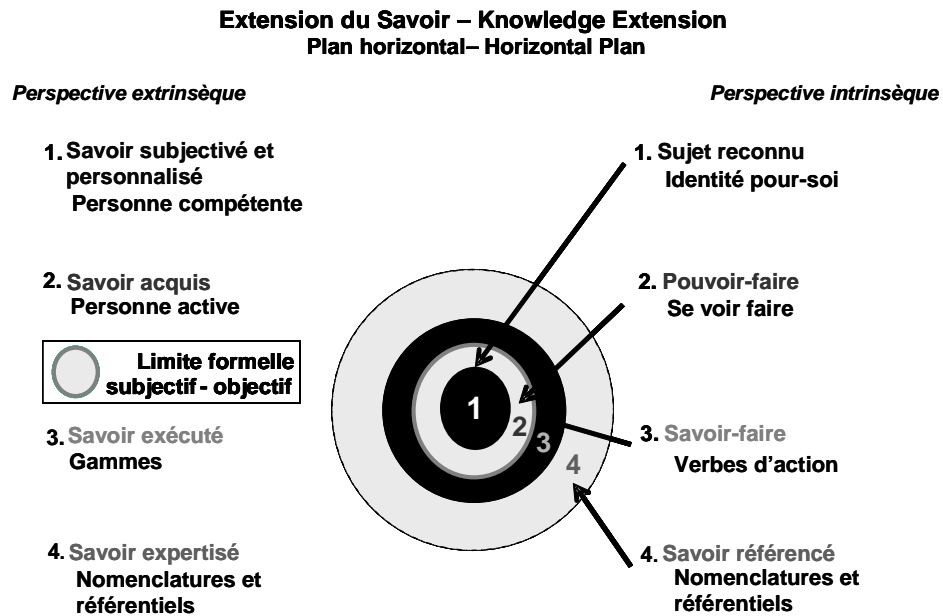 Extension du Savoir – Knowledge Extension
Plan horizontal– Horizontal Plan
Perspective extrinsèque
Perspective intrinsèque
1. Savoir subjectivé et
personnalisé
Personne compétente
1. Sujet reconnu
Identité pour-soi
2. Savoir acquis
Personne active
2. Pouvoir-faire
Se voir faire
Limite formelle
subjectif - objectif
1
2
3
4
3. Savoir exécuté
Gammes
3. Savoir-faire
Verbes d'action
4. Savoir expertisé
Nomenclatures et
référentiels
4. Savoir référencé
Nomenclatures et
référentiels